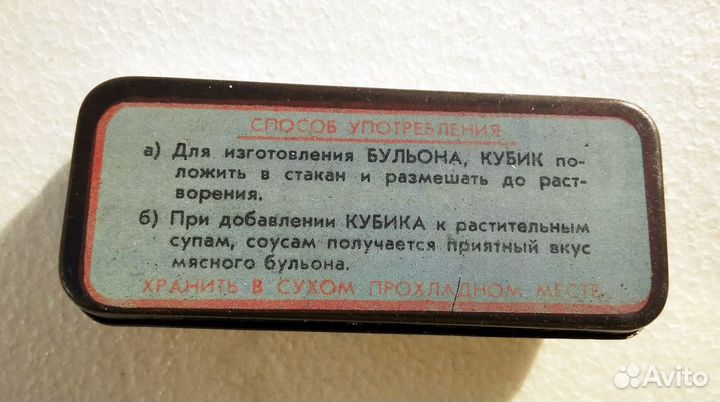 СПОСОБ УПОТРЕБЛЕНИЯ
а) Для изготовления БУЛЬОНА, КУБИК по-
ложить в стакан и размешать до раст-
ворения.
б) При добавлении КУБИКА к растительным
супам, соусам получается приятный вкус
мясного бульона.
ХРАНИТЬ В СУХОМ ПРОХЛАДНОМ МЕСТЕ
Avito